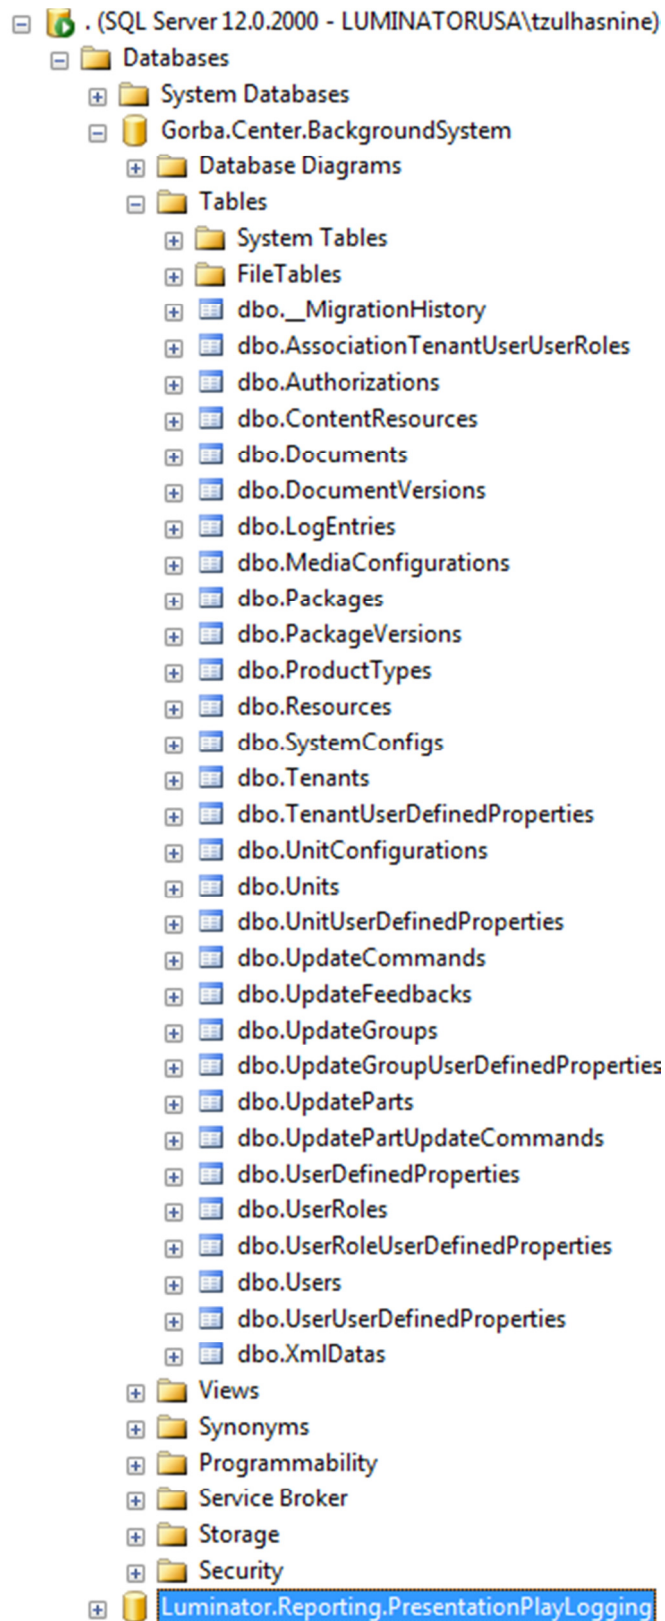 . (SQL Server 12.0.2000 - LUMINATORUSA\tzulhasnine)
Databases
System Databases
Gorba.Center.BackgroundSystem
Database Diagrams
Tables
System Tables
FileTables
dbo.__MigrationHistory
dbo.AssociationTenantUserUserRoles
dbo.Authorizations
dbo.ContentResources
dbo.Documents
dbo.DocumentVersions
dbo.LogEntries
dbo.MediaConfigurations
dbo.Packages
dbo.PackageVersions
dbo.ProductTypes
dbo.Resources
dbo.SystemConfigs
dbo.Tenants
dbo.TenantUserDefinedProperties
dbo.UnitConfigurations
dbo.Units
dbo.UnitUserDefinedProperties
dbo.UpdateCommands
dbo.UpdateFeedbacks
dbo.UpdateGroups
dbo.UpdateGroupUserDefinedProperties
dbo.UpdateParts
dbo.UpdatePartUpdateCommands
dbo.UserDefinedProperties
dbo.UserRoles
dbo.UserRoleUserDefinedProperties
dbo.Users
dbo.UserUserDefinedProperties
dbo.XmlDatas
Views
Synonyms
Programmability
Service Broker
Storage
Security
Luminator.Reporting.PresentationPlayLogging